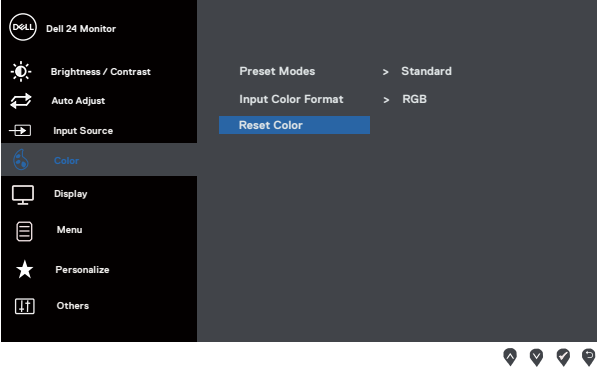 DELL
Dell 24 Monitor
Brightness / Contrast
Auto Adjust
Input Source
Color
Display
Menu
Personalize
Others
Preset Modes > Standard
Input Color Format > RGB
Reset Color